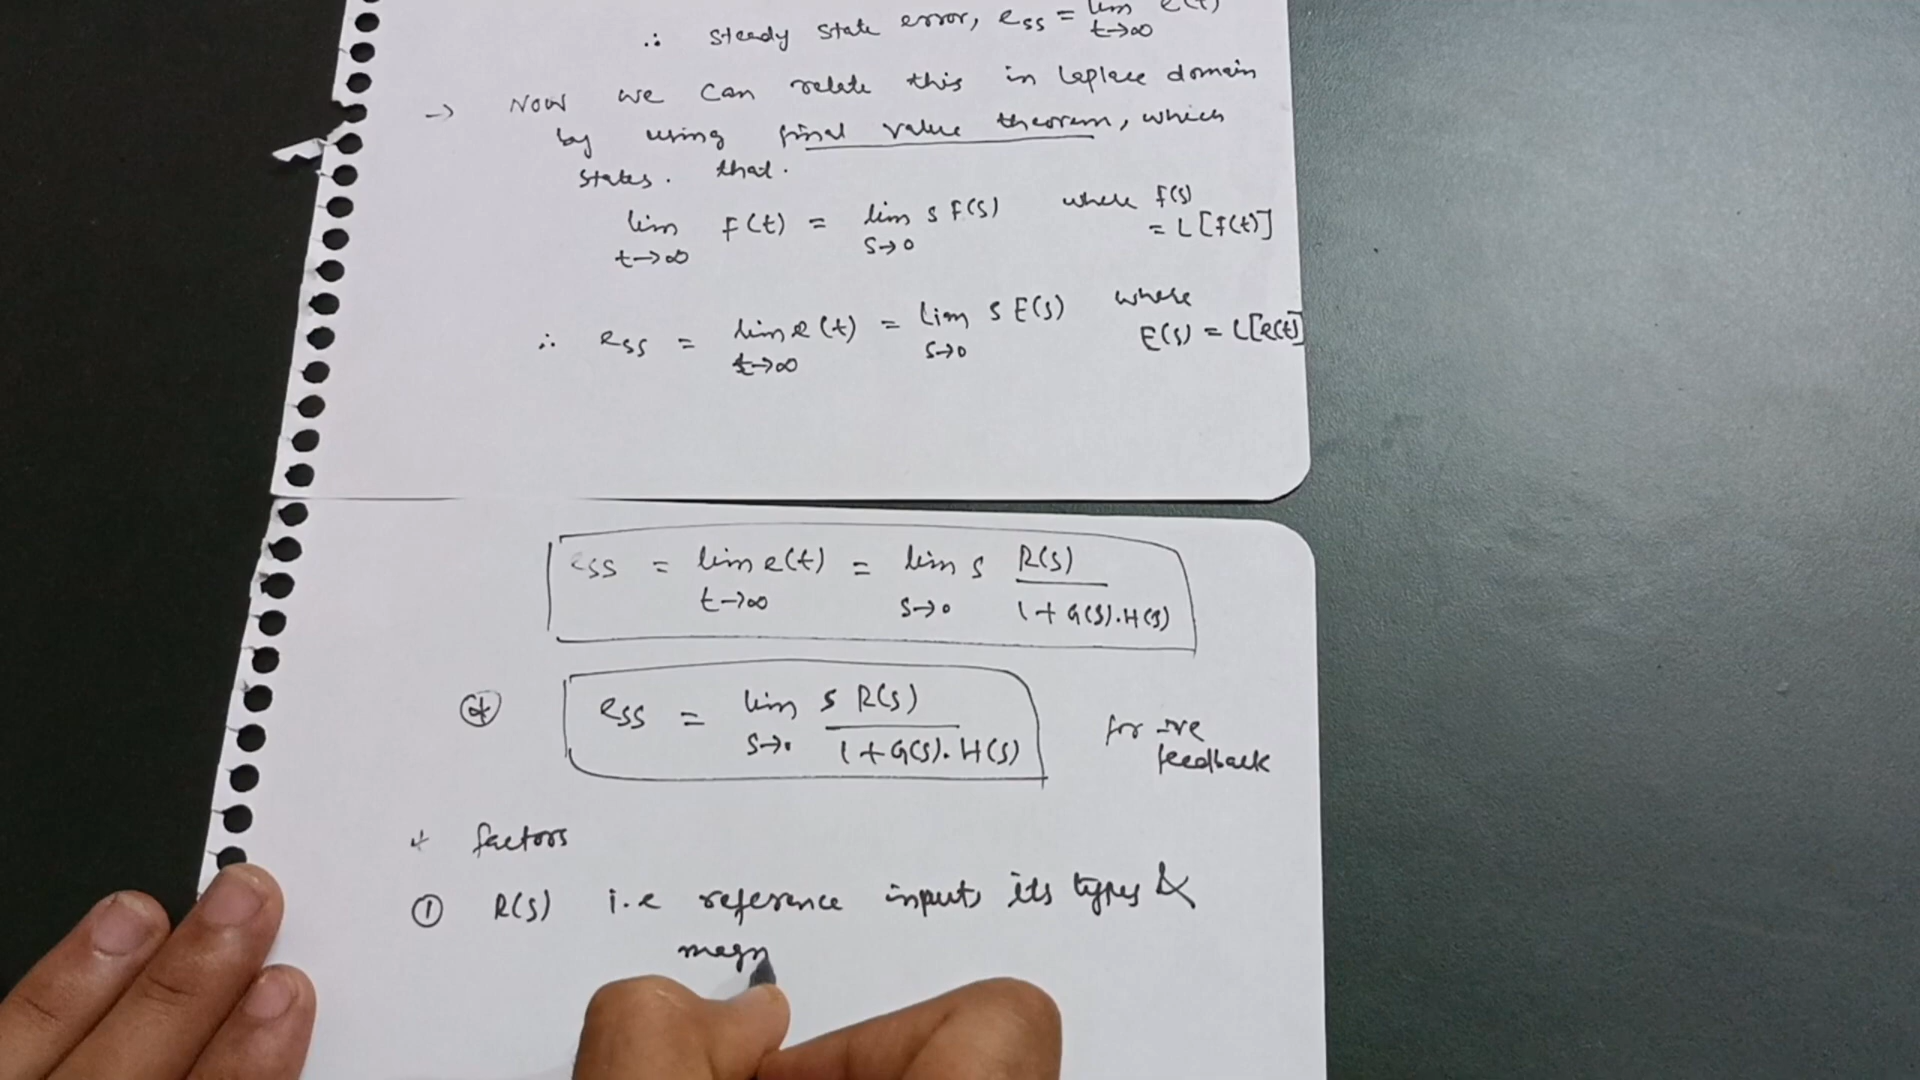 ∴ steady state error, ess = lim e(t)
t→∞
→ Now we can relate this in Laplace domain
by using final value theorem, which
states. that.
lim f(t) = lim s F(s) where f(s)
t→∞ s→0 = L[f(t)]
∴ ess = lim e(t) = Lim s E(s) where
t→∞ s→0 E(s) = L[e(t)]
ess = lim e(t) = lim s R(s)
t→∞ s→0 1+G(s).H(s)
ess = lim s R(s)
s→0 1+G(s).H(s)
for -ve
feedback
* factors
① R(s) i.e reference input, its types &
magn